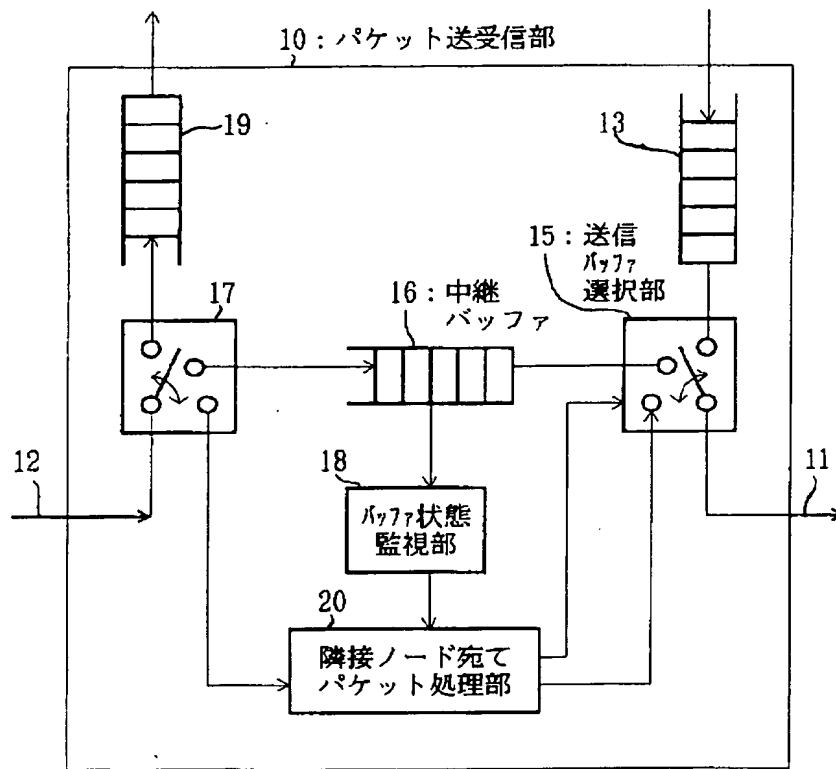 10：パケット送受信部
19
13
15：送信
バッファ
選択部
17
16：中継
バッファ
12
18
11
バッファ状態
監視部
20
隣接ノード宛て
パケット処理部